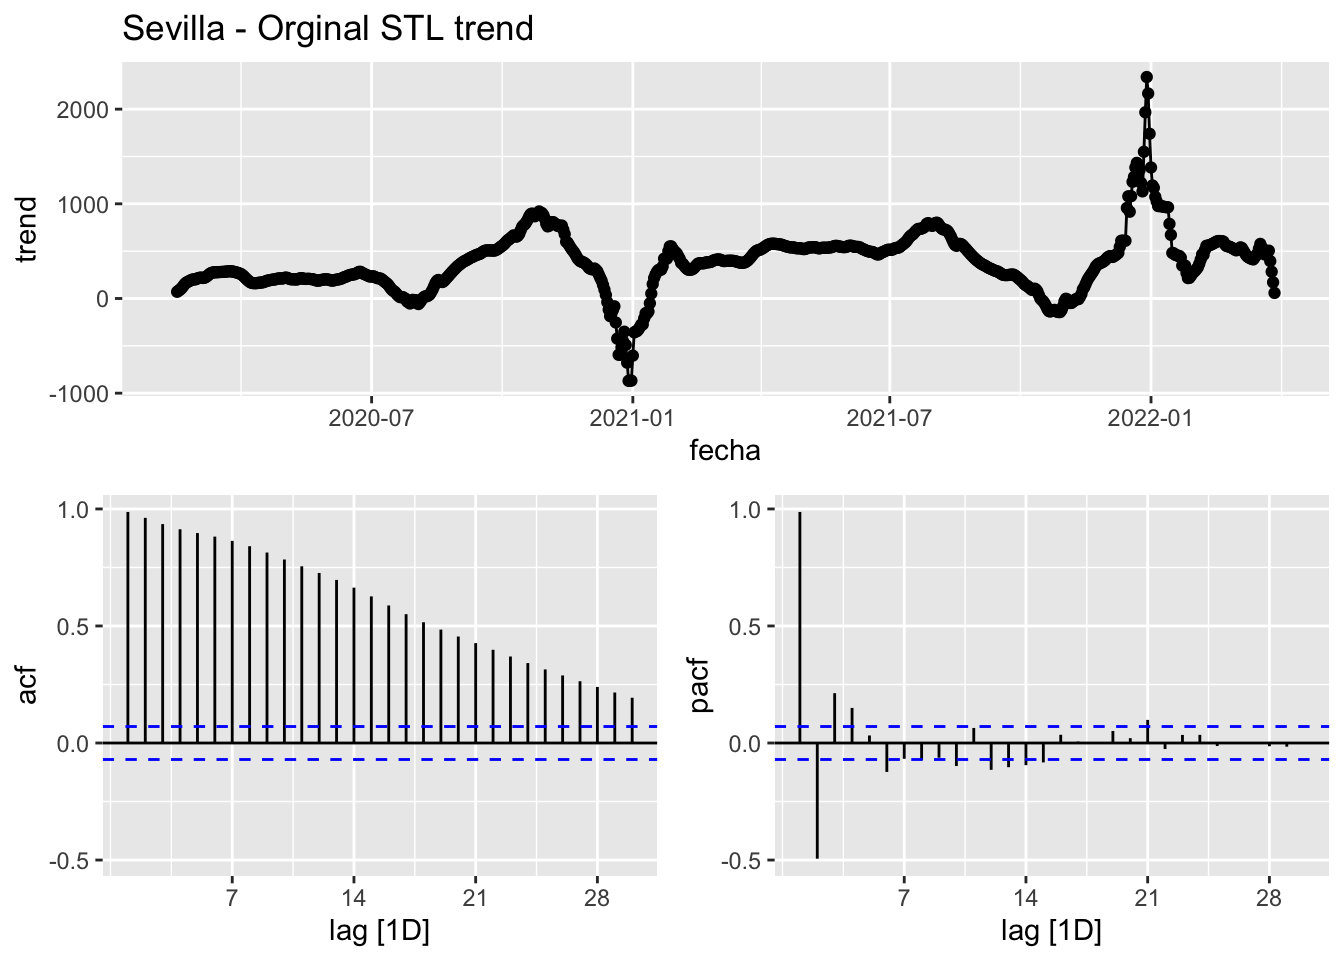 Sevilla - Orginal STL trend
trend
2000
1000
0
-1000
2020-07 2021-01 2021-07 2022-01
fecha
acf
1.0
0.5
0.0
-0.5
7 14 21 28
lag [1D]
pacf
1.0
0.5
0.0
-0.5
7 14 21 28
lag [1D]